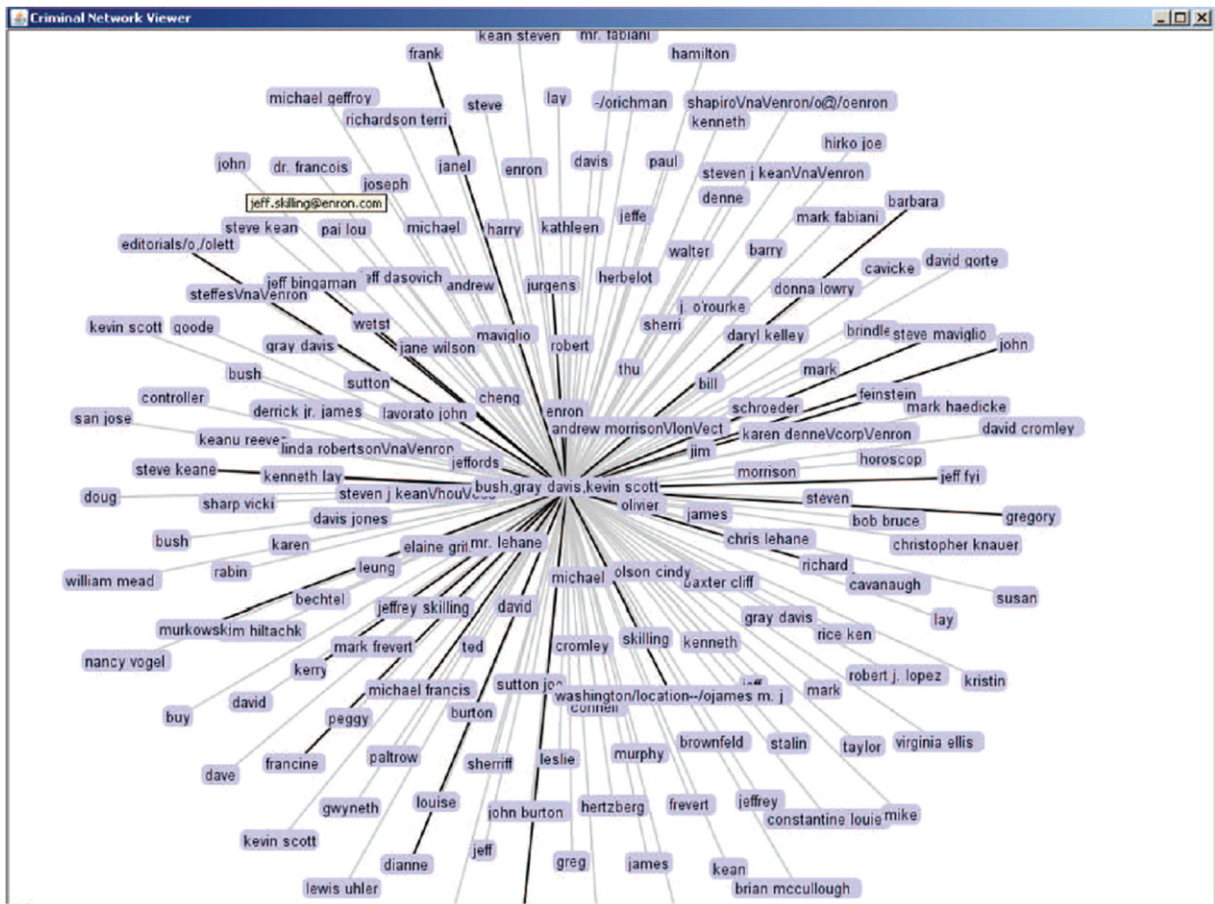 Criminal Network Viewer
kean steven
mr. fabiani
frank
hamilton
michael geffroy
steve
lay
-/orichman
shapiroVnaVenron/o@/oenron
richardson terri
kenneth
hirko joe
john
dr. francois
janel
enron
davis
paul
steven j keanVnaVenron
joseph
jeff.skilling@enron.com
denne
barbara
steve kean
pai lou
michael
harry
kathleen
jeffe
mark fabiani
editorials/o,/olett
walter
barry
jeff bingaman
jeff dasovich
andrew
jurgens
herbelot
cavicke
david gorte
steffesVnaVenron
donna lowry
j. o'rourke
kevin scott
goode
wetst
maviglio
sherri
daryl kelley
brindle
steve maviglio
gray davis
jane wilson
robert
john
bush
sutton
thu
bill
mark
controller
cheng
feinstein
san jose
derrick jr. james
lavorato john
enron
schroeder
mark haedicke
andrew morrisonVlonVect
karen denneVcorpVenron
david cromley
keanu reeve
linda robertsonVnaVenron
jim
horoscop
steve keane
kenneth lay
jeffords
morrison
jeff fyi
bush,gray davis,kevin scott
doug
sharp vicki
steven j keanVhouV
steven
olivier
davis jones
james
bob bruce
gregory
bush
karen
elaine gri
mr. lehane
chris lehane
christopher knauer
william mead
rabin
leung
michael
olson cindy
baxter cliff
richard
cavanaugh
bechtel
jeffrey skilling
david
susan
murkowskim hiltachk
gray davis
lay
nancy vogel
mark frevert
ted
cromley
skilling
kenneth
rice ken
kerry
robert j. lopez
kristin
david
michael francis
sutton joe
washington/location--/ojames m. j
jeff
mark
connell
buy
peggy
burton
brownfeld
stalin
taylor
virginia ellis
dave
francine
paltrow
sherriff
leslie
murphy
gwyneth
louise
john burton
hertzberg
frevert
jeffrey
constantine louie
mike
kevin scott
jeff
greg
james
kean
dianne
lewis uhler
brian mccullough